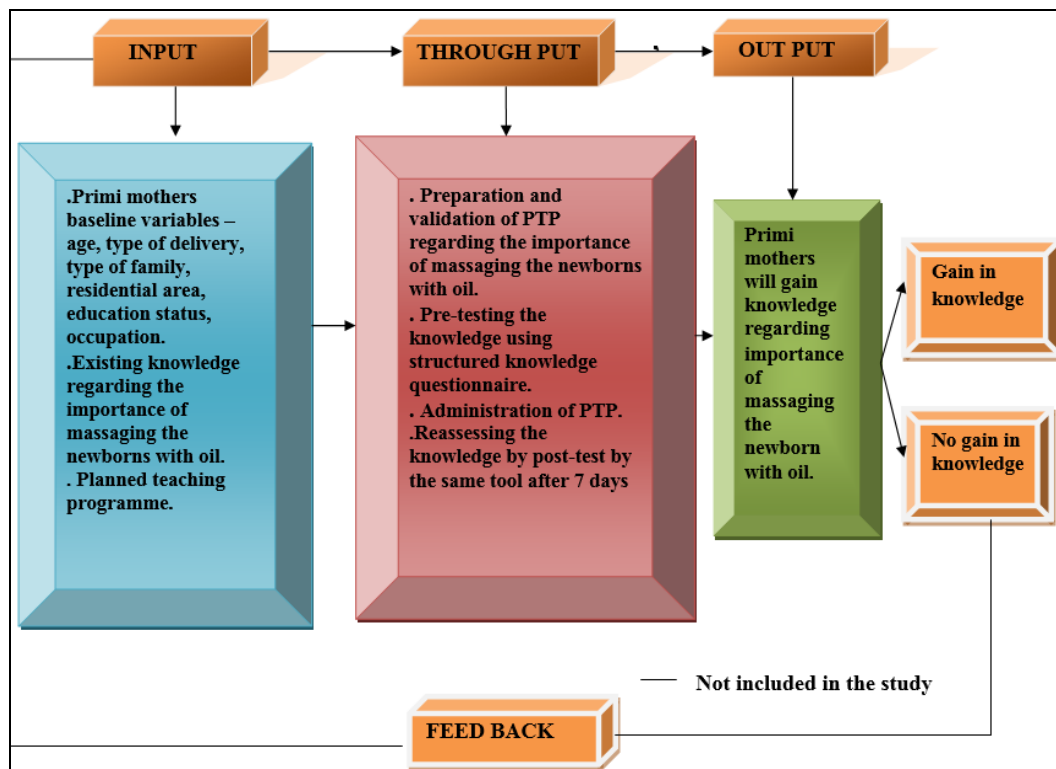 INPUT
THROUGH PUT
OUT PUT
.Primi mothers
baseline variables –
age, type of delivery,
type of family,
residential area,
education status,
occupation.
.Existing knowledge
regarding the
importance of
massaging the
newborns with oil.
. Planned teaching
programme.
. Preparation and
validation of PTP
regarding the importance
of massaging the newborns
with oil.
. Pre-testing the
knowledge using
structured knowledge
questionnaire.
. Administration of PTP.
.Reassessing the
knowledge by post-test by
the same tool after 7 days
Primi
mothers
will gain
knowledge
regarding
importance
of
massaging
the
newborn
with oil.
Gain in
knowledge
No gain in
knowledge
Not included in the study
FEED BACK